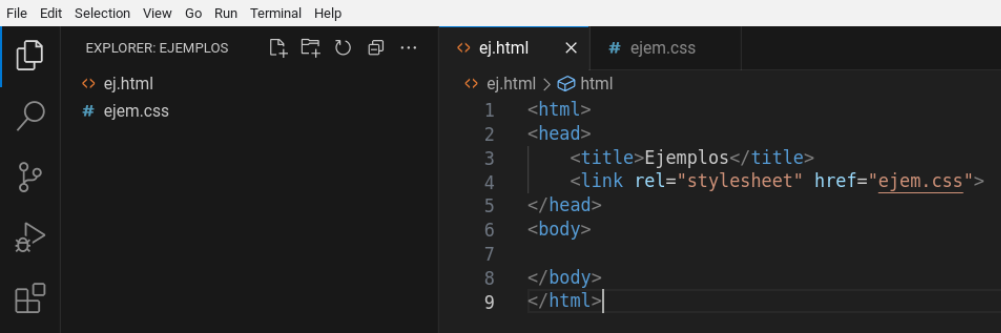 File Edit Selection View Go Run Terminal Help
EXPLORER: EJEMPLOS
<> ej.html
# ejem.css
<> ej.html × # ejem.css
<> ej.html > html
1 <html>
2 <head>
3     <title>Ejemplos</title>
4     <link rel="stylesheet" href="ejem.css">
5 </head>
6 <body>
7
8 </body>
9 </html>